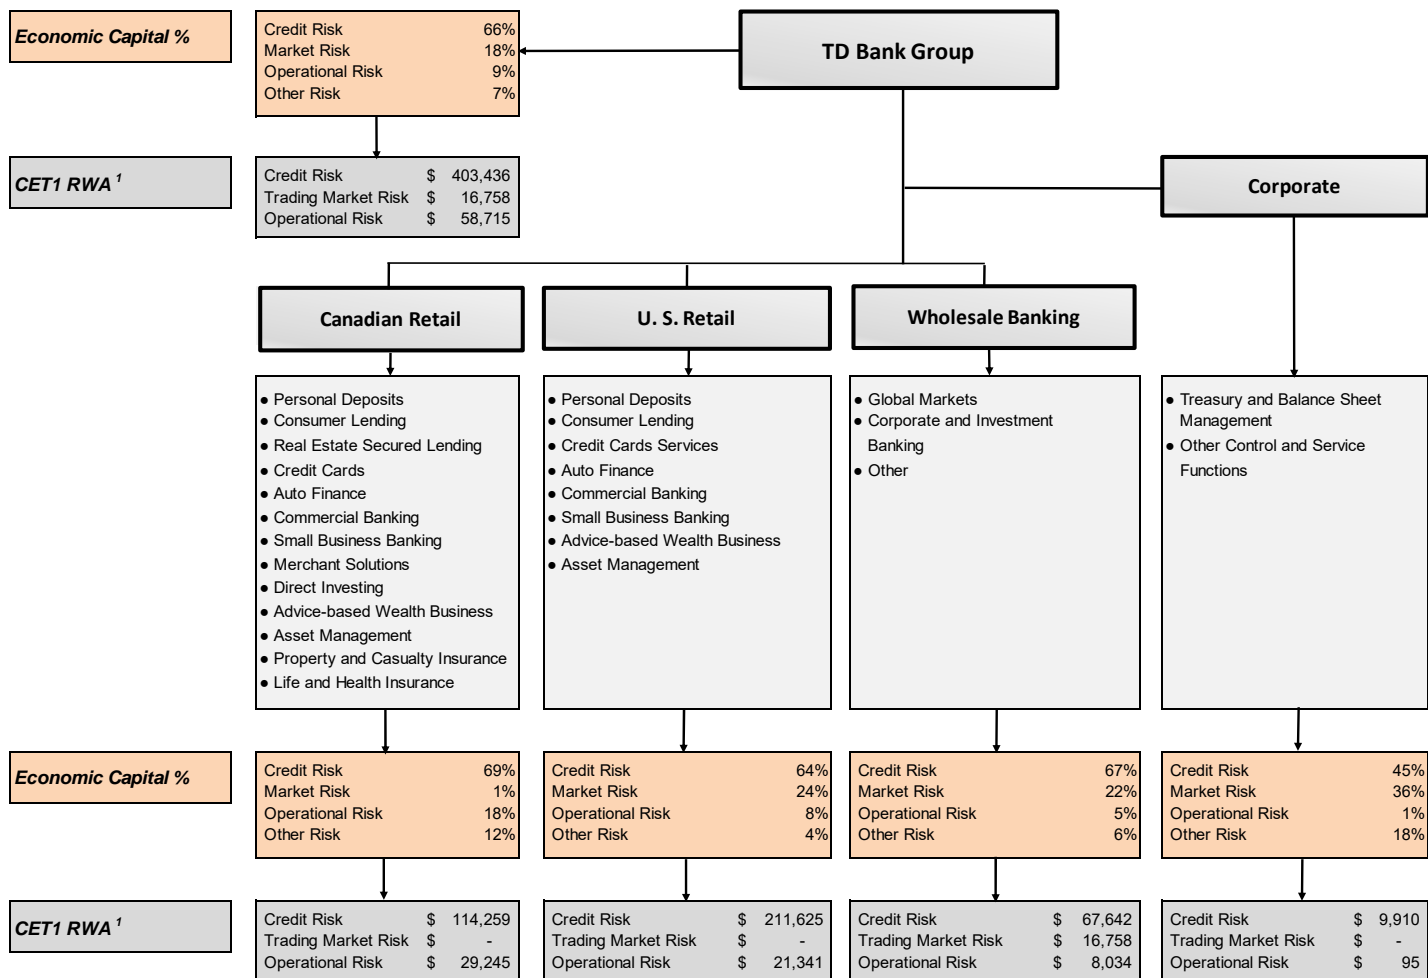 Economic Capital %
Credit Risk 66%
Market Risk 18%
Operational Risk 9%
Other Risk 7%
TD Bank Group
CET1 RWA ¹
Credit Risk $ 403,436
Trading Market Risk $ 16,758
Operational Risk $ 58,715
Corporate
Canadian Retail
U. S. Retail
Wholesale Banking
● Personal Deposits
● Consumer Lending
● Real Estate Secured Lending
● Credit Cards
● Auto Finance
● Commercial Banking
● Small Business Banking
● Merchant Solutions
● Direct Investing
● Advice-based Wealth Business
● Asset Management
● Property and Casualty Insurance
● Life and Health Insurance
● Personal Deposits
● Consumer Lending
● Credit Cards Services
● Auto Finance
● Commercial Banking
● Small Business Banking
● Advice-based Wealth Business
● Asset Management
● Global Markets
● Corporate and Investment
Banking
● Other
● Treasury and Balance Sheet
Management
● Other Control and Service
Functions
Economic Capital %
Credit Risk 69%
Market Risk 1%
Operational Risk 18%
Other Risk 12%
Credit Risk 64%
Market Risk 24%
Operational Risk 8%
Other Risk 4%
Credit Risk 67%
Market Risk 22%
Operational Risk 5%
Other Risk 6%
Credit Risk 45%
Market Risk 36%
Operational Risk 1%
Other Risk 18%
CET1 RWA ¹
Credit Risk $ 114,259
Trading Market Risk $ -
Operational Risk $ 29,245
Credit Risk $ 211,625
Trading Market Risk $ -
Operational Risk $ 21,341
Credit Risk $ 67,642
Trading Market Risk $ 16,758
Operational Risk $ 8,034
Credit Risk $ 9,910
Trading Market Risk $ -
Operational Risk $ 95